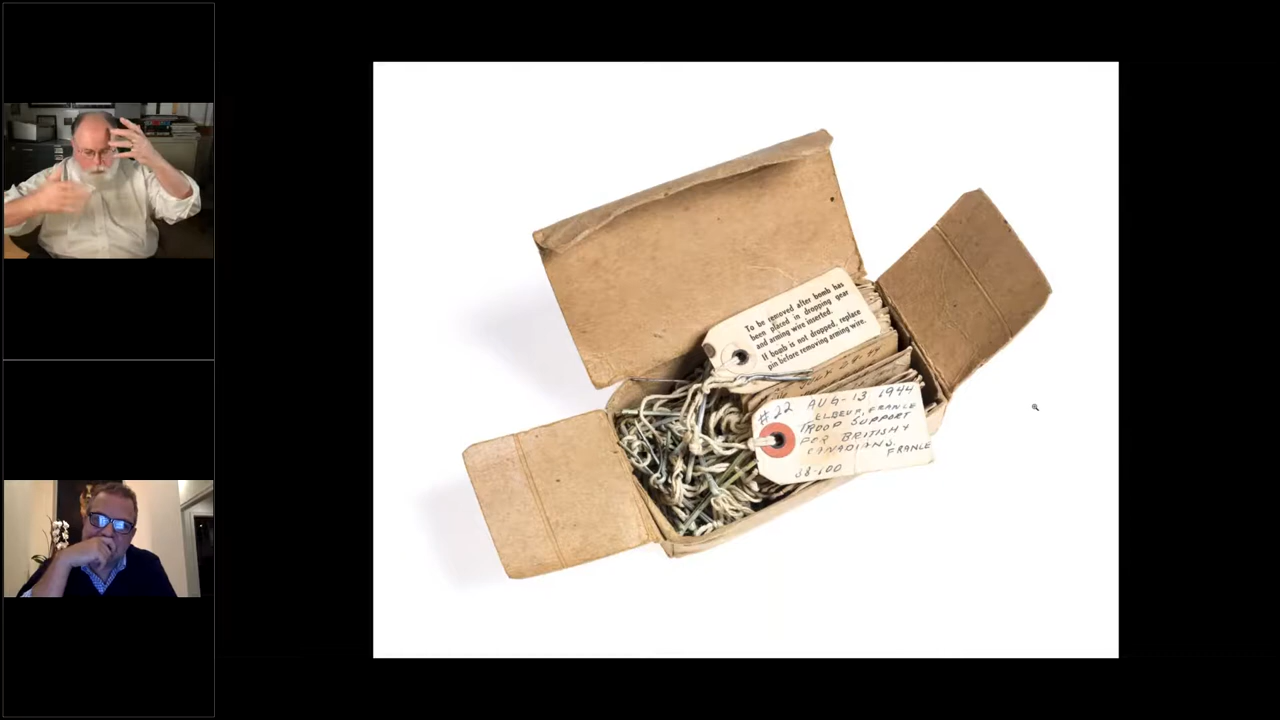 To be removed after bomb has
been placed in dropping gear
and arming wire inserted.
If bomb is not dropped, replace
pin before removing arming wire.
#22 AUG-13 1944
ELBEUF, FRANCE
TROOP SUPPORT
FOR BRITISH &
CANADIANS.
FRANCE
38-100